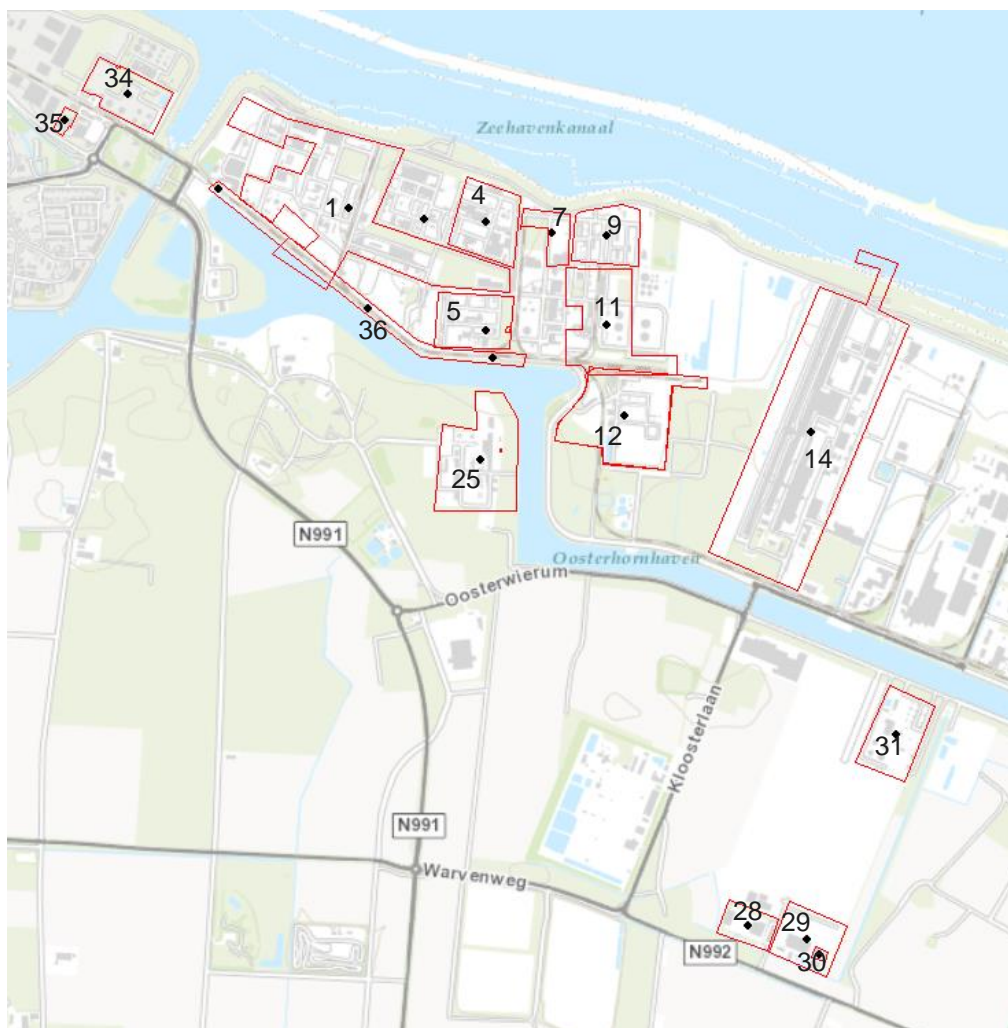 34
35
Zeehavenkanaal
1
4
7
9
5
11
36
12
14
25
N991
Oosterhornhaven
Oosterwierum
Kloosterlaan
31
N991
Warvenweg
28
29
N992
30